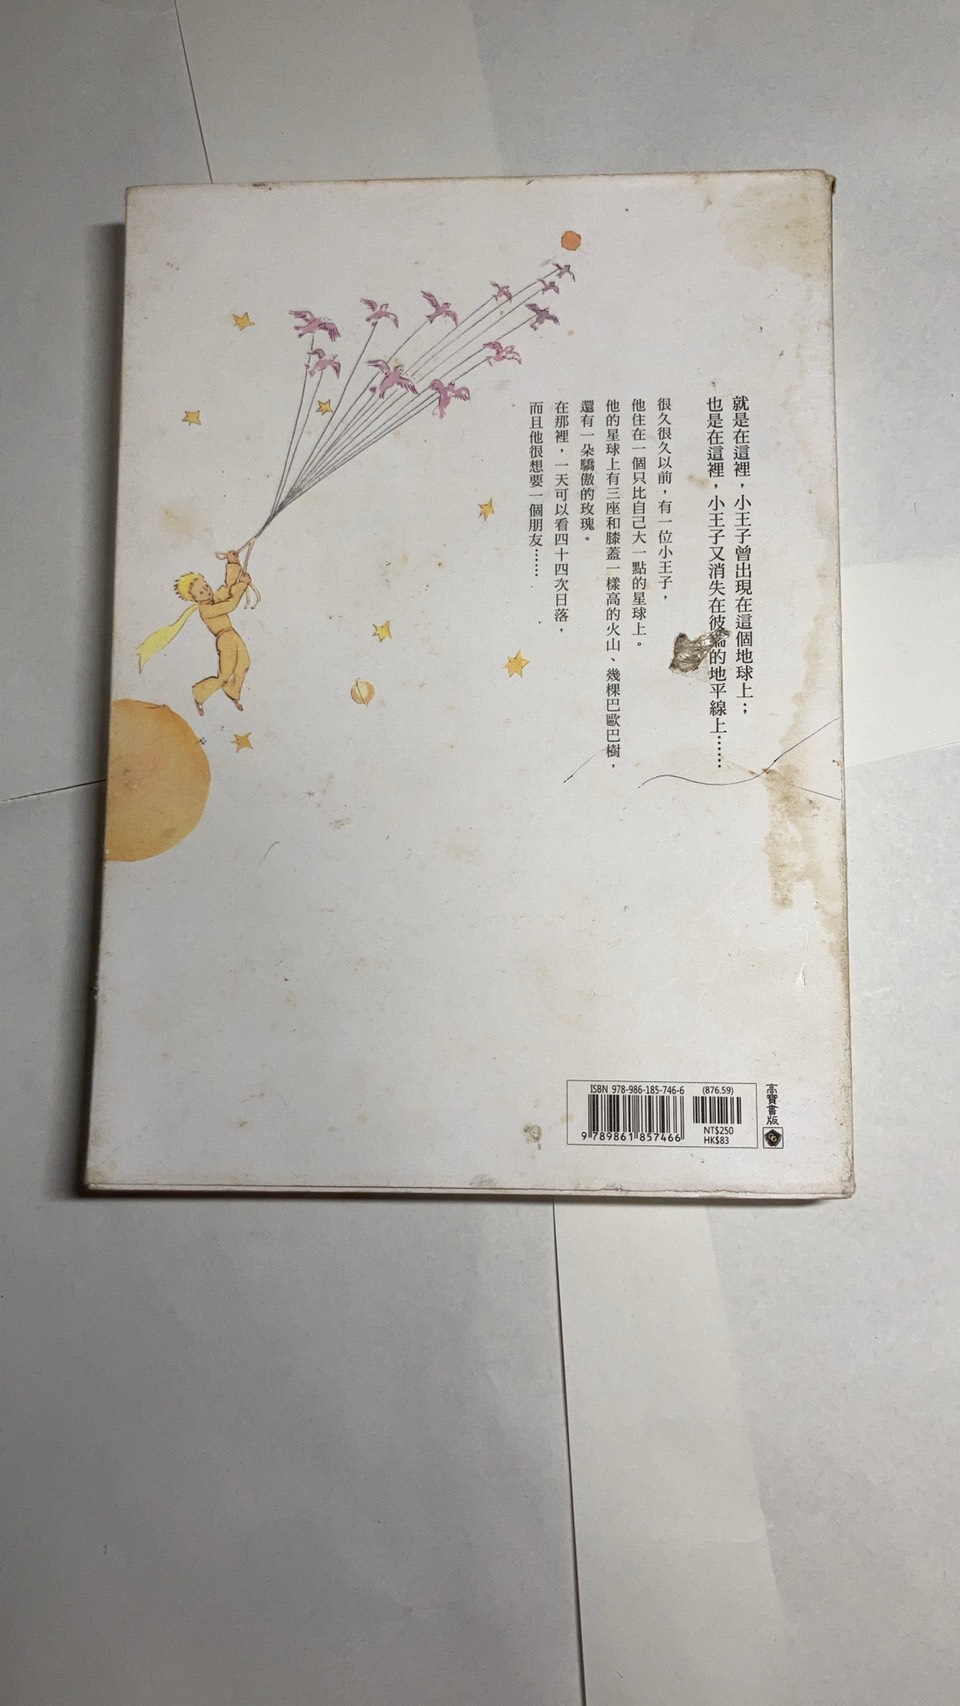 就是在這裡，小王子曾出現在這個地球上；
也是在這裡，小王子又消失在彼端的地平線上……
很久很久以前，有一位小王子，
他住在一個只比自己大一點的星球上。
他的星球上有三座和膝蓋一樣高的火山、幾棵巴歐巴樹，
還有一朵驕傲的玫瑰。
在那裡，一天可以看四十四次日落，
而且他很想要一個朋友……
ISBN 978-986-185-746-6
(876.59)
9 789861 857466
NT$250
HK$83
高寶書版